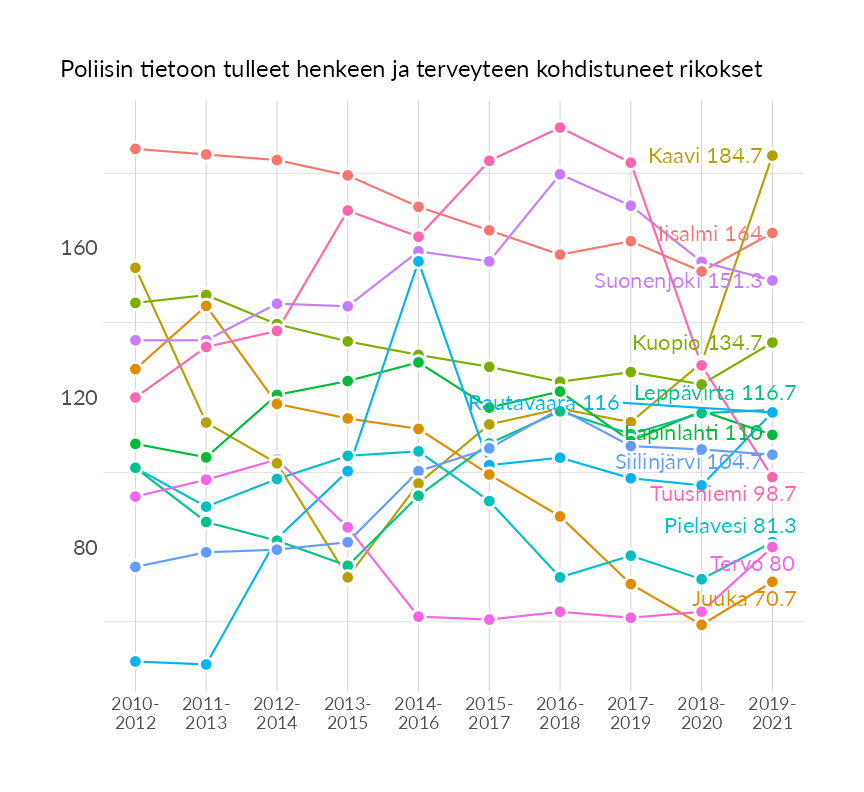 Poliisin tietoon tulleet henkeen ja terveyteen kohdistuneet rikokset
Kaavi 184.7
Iisalmi 164
160
Suonenjoki 151.3
Kuopio 134.7
Leppävirta 116.7
120
Rautavaara 116
Lapinlahti 110
Siilinjärvi 104.7
Tuusniemi 98.7
Pielavesi 81.3
80
Tervo 80
Juuka 70.7
2010- 2011- 2012- 2013- 2014- 2015- 2016- 2017- 2018- 2019-
2012 2013 2014 2015 2016 2017 2018 2019 2020 2021